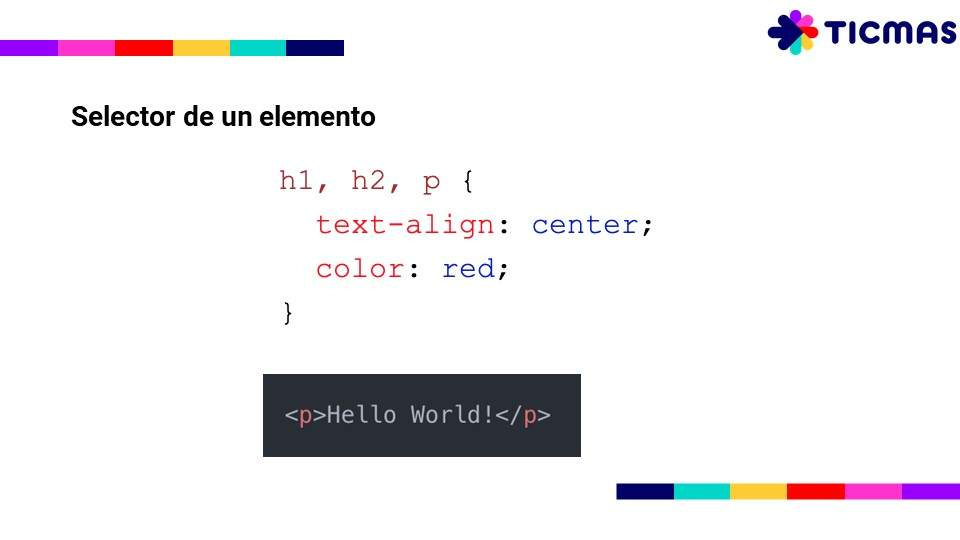 TICMAS
Selector de un elemento
h1, h2, p {
text-align: center;
color: red;
}
<p>Hello World!</p>